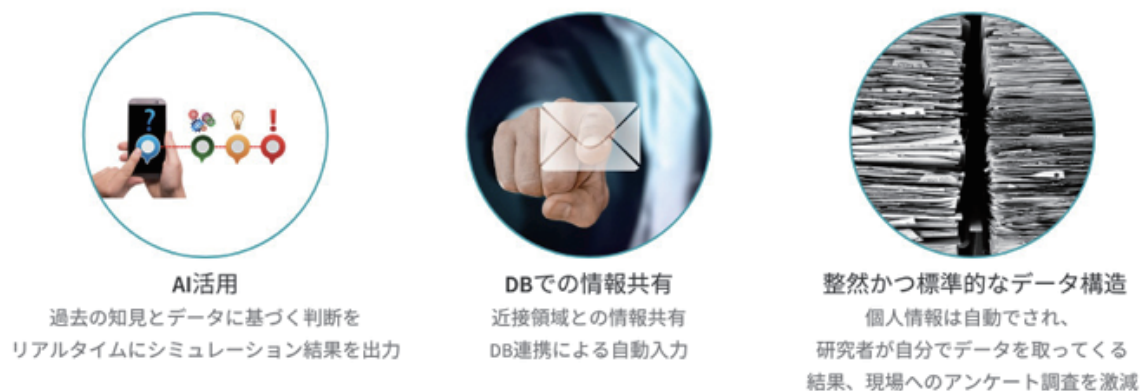 ? !
AI活用
過去の知見とデータに基づく判断を
リアルタイムにシミュレーション結果を出力
DBでの情報共有
近接領域との情報共有
DB連携による自動入力
整然かつ標準的なデータ構造
個人情報は自動でされ、
研究者が自分でデータを取ってくる
結果、現場へのアンケート調査を激減